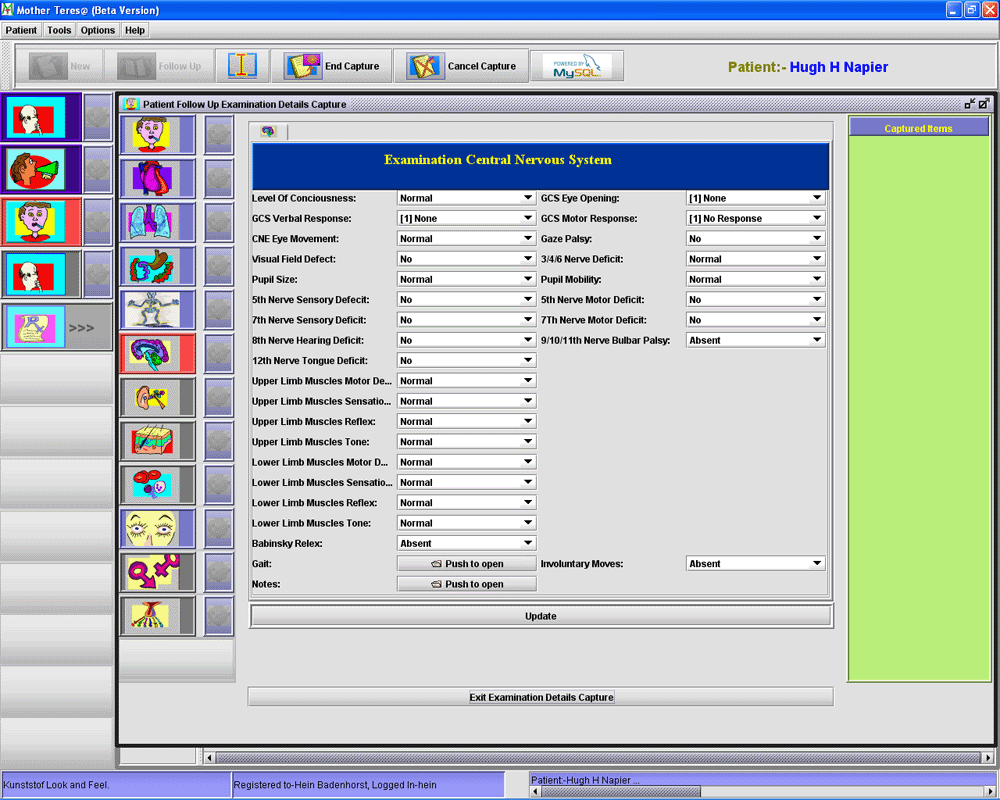 Mother Teres@ (Beta Version)
Patient Tools Options Help
New Follow Up End Capture Cancel Capture POWERED BY MySQL Patient:- Hugh H Napier
Patient Follow Up Examination Details Capture
Captured Items
Examination Central Nervous System
Level Of Conciousness: Normal GCS Eye Opening: [1] None
GCS Verbal Response: [1] None GCS Motor Response: [1] No Response
CNE Eye Movement: Normal Gaze Palsy: No
Visual Field Defect: No 3/4/6 Nerve Deficit: Normal
Pupil Size: Normal Pupil Mobility: Normal
5th Nerve Sensory Defecit: No 5th Nerve Motor Deficit: No
7th Nerve Sensory Deficit: No 7Th Nerve Motor Deficit: No
8th Nerve Hearing Deficit: No 9/10/11th Nerve Bulbar Palsy: Absent
12th Nerve Tongue Deficit: No
Upper Limb Muscles Motor De... Normal
Upper Limb Muscles Sensatio... Normal
Upper Limb Muscles Reflex: Normal
Upper Limb Muscles Tone: Normal
Lower Limb Muscles Motor D... Normal
Lower Limb Muscles Sensatio... Normal
Lower Limb Muscles Reflex: Normal
Lower Limb Muscles Tone: Normal
Babinsky Relex: Absent
Gait: Push to open Involuntary Moves: Absent
Notes: Push to open
>>>
Update
Exit Examination Details Capture
Kunststof Look and Feel. Registered to-Hein Badenhorst, Logged In-hein Patient:-Hugh H Napier ...